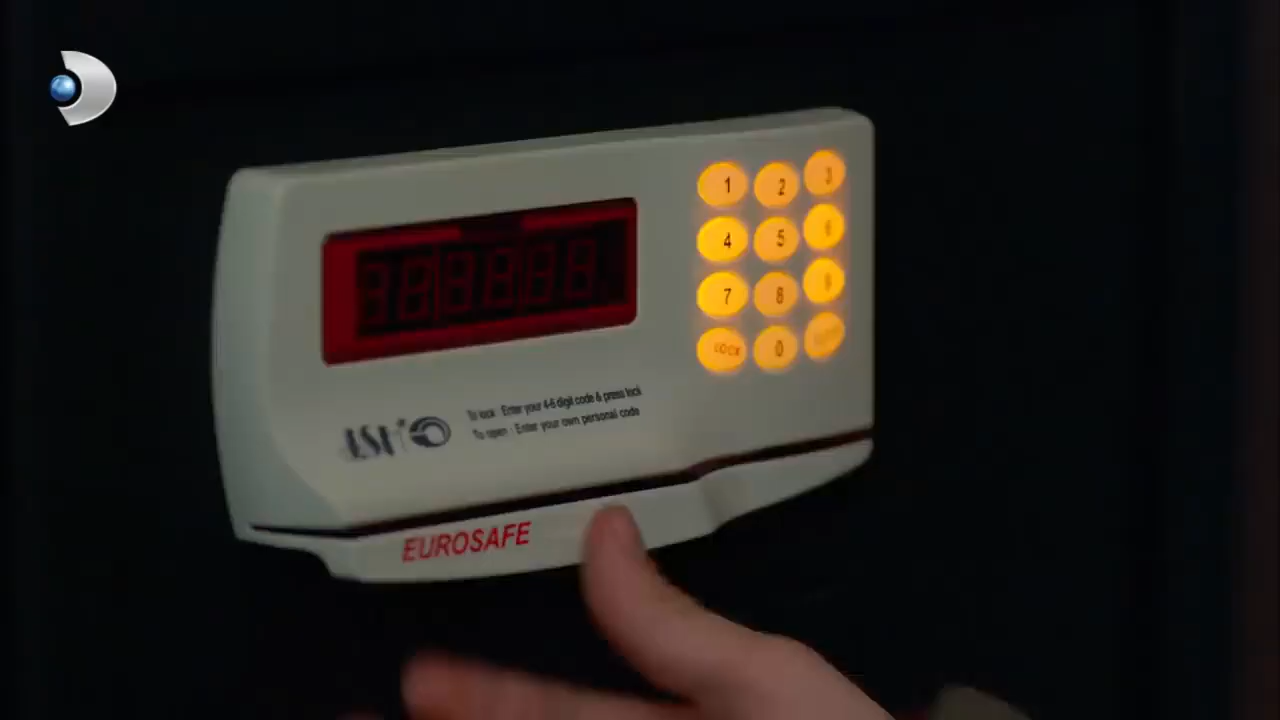 1 2 3
4 5 6
7 8 9
LOCK 0
To lock : Enter your 4-6 digit code & press lock
To open : Enter your own personal code
EUROSAFE